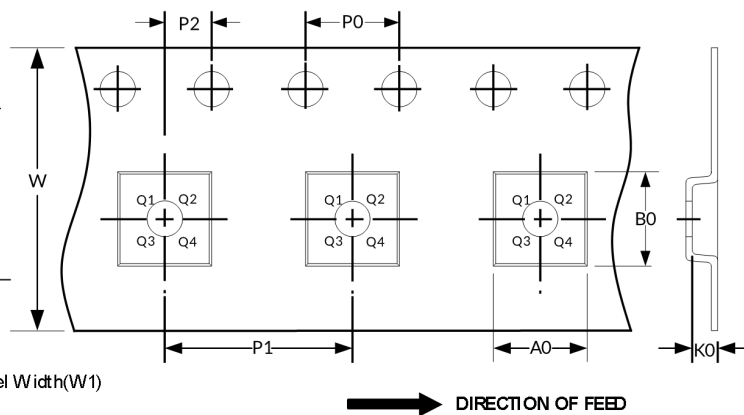 P2
P0
W
Q1 Q2
Q3 Q4
Q1 Q2
Q3 Q4
Q1 Q2
Q3 Q4
B0
P1
A0
K0
el Width(W1)
DIRECTION OF FEED